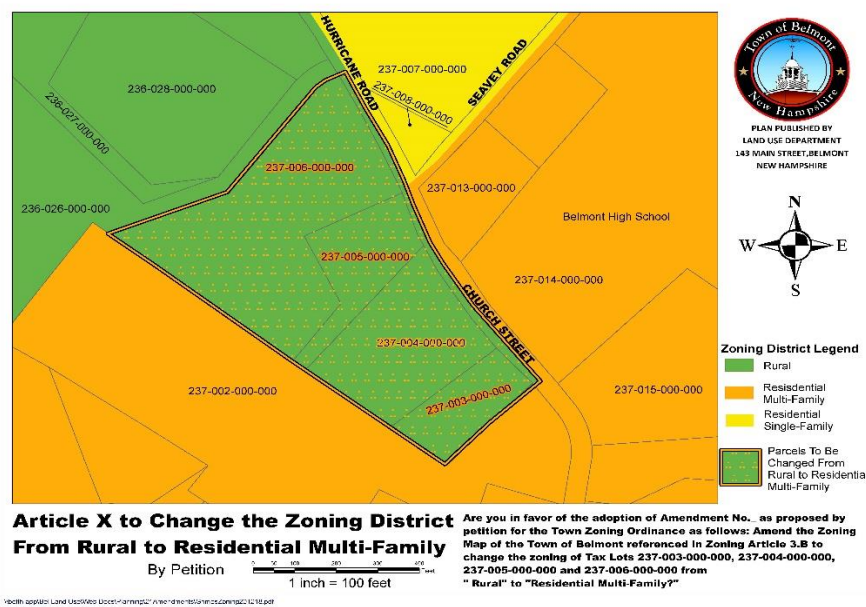 Town of Belmont
New Hampshire
PLAN PUBLISHED BY
LAND USE DEPARTMENT
143 MAIN STREET,BELMONT
NEW HAMPSHIRE
N
W
E
S
236-028-000-000
236-027-000-000
236-026-000-000
HURRICANE ROAD
237-007-000-000
237-008-000-000
SEAVEY ROAD
237-006-000-000
237-013-000-000
Belmont High School
237-005-000-000
237-014-000-000
CHURCH STREET
237-004-000-000
237-003-000-000
237-002-000-000
237-015-000-000
Zoning District Legend
Rural
Resisdential
Multi-Family
Residential
Single-Family
Parcels To Be
Changed From
Rural to Residentia
Multi-Family
Article X to Change the Zoning District
From Rural to Residential Multi-Family
By Petition
1 inch = 100 feet
Are you in favor of the adoption of Amendment No._ as proposed by
petition for the Town Zoning Ordinance as follows: Amend the Zoning
Map of the Town of Belmont referenced in Zoning Article 3.B to
change the zoning of Tax Lots 237-003-000-000, 237-004-000-000,
237-005-000-000 and 237-006-000-000 from
" Rural" to "Residential Multi-Family?"